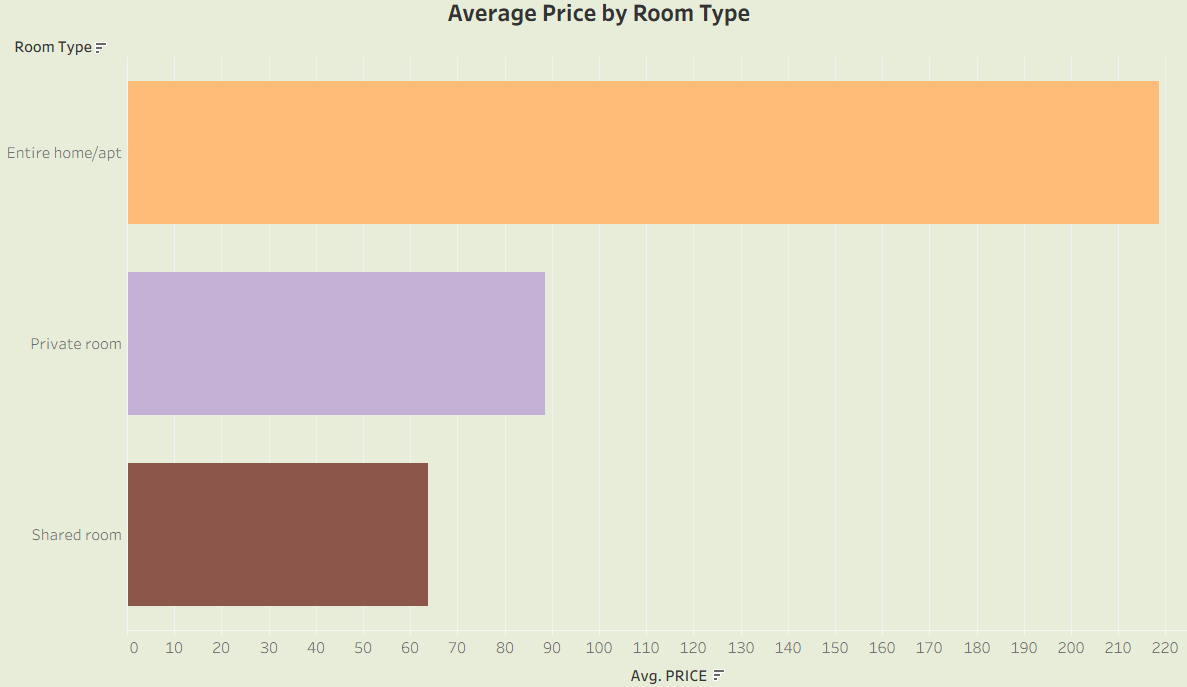 Average Price by Room Type
Room Type
Entire home/apt
Private room
Shared room
0 10 20 30 40 50 60 70 80 90 100 110 120 130 140 150 160 170 180 190 200 210 220
Avg. PRICE